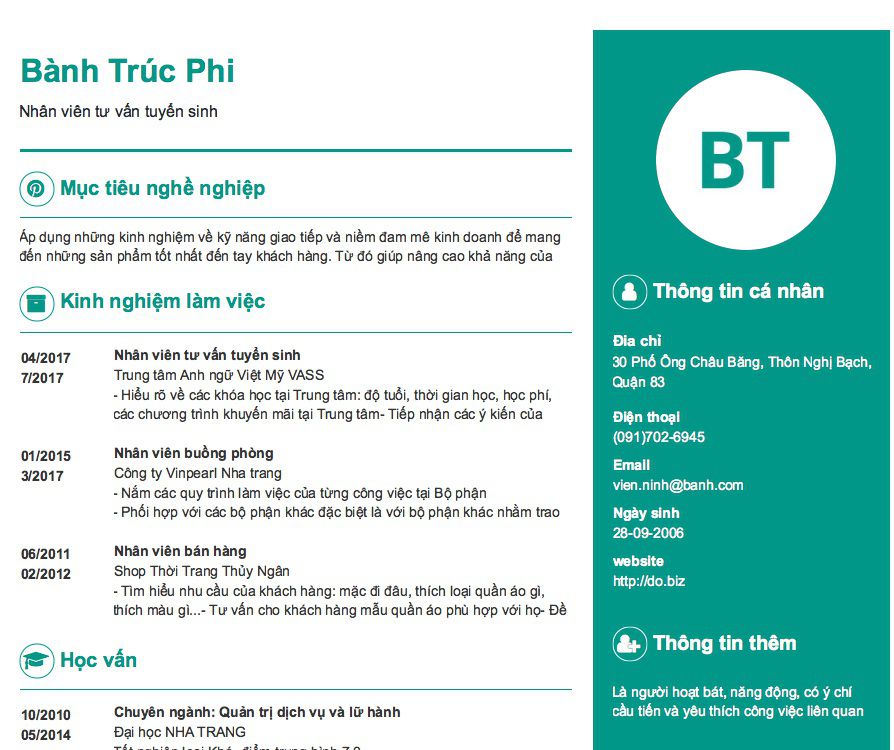 Bành Trúc Phi
Nhân viên tư vấn tuyển sinh
Mục tiêu nghề nghiệp
Áp dụng những kinh nghiệm về kỹ năng giao tiếp và niềm đam mê kinh doanh để mang
đến những sản phẩm tốt nhất đến tay khách hàng. Từ đó giúp nâng cao khả năng của
Kinh nghiệm làm việc
04/2017
7/2017
Nhân viên tư vấn tuyển sinh
Trung tâm Anh ngữ Việt Mỹ VASS
- Hiểu rõ về các khóa học tại Trung tâm: độ tuổi, thời gian học, học phí,
các chương trình khuyến mãi tại Trung tâm- Tiếp nhận các ý kiến của
01/2015
3/2017
Nhân viên buồng phòng
Công ty Vinpearl Nha trang
- Nắm các quy trình làm việc của từng công việc tại Bộ phận
- Phối hợp với các bộ phận khác đặc biệt là với bộ phận khác nhằm trao
06/2011
02/2012
Nhân viên bán hàng
Shop Thời Trang Thủy Ngân
- Tìm hiểu nhu cầu của khách hàng: mặc đi đâu, thích loại quần áo gì,
thích màu gì...- Tư vấn cho khách hàng mẫu quần áo phù hợp với họ- Đề
Học vấn
10/2010
05/2014
Chuyên ngành: Quản trị dịch vụ và lữ hành
Đại học NHA TRANG
BT
Thông tin cá nhân
Đia chỉ
30 Phố Ông Châu Băng, Thôn Nghị Bạch,
Quận 83
Điện thoại
(091)702-6945
Email
vien.ninh@banh.com
Ngày sinh
28-09-2006
website
http://do.biz
Thông tin thêm
Là người hoạt bát, năng động, có ý chí
cầu tiến và yêu thích công việc liên quan